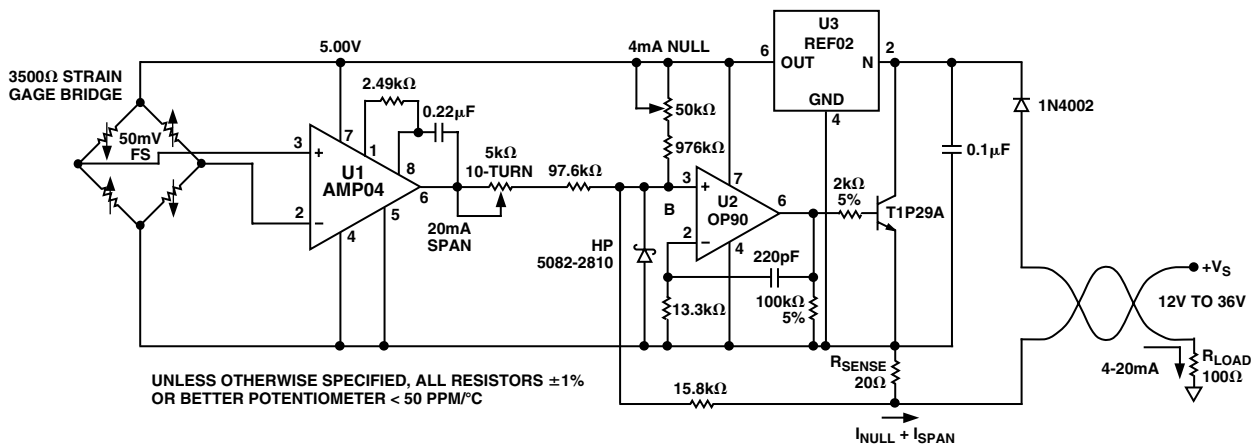 3500Ω STRAIN
GAGE BRIDGE
50mV
FS
5.00V
2.49kΩ
0.22μF
3
2
+
−
7
1
8
U1
AMP04
6
5
4
5kΩ
10-TURN
20mA
SPAN
97.6kΩ
4mA NULL
50kΩ
976kΩ
HP
5082-2810
B
3
+
2
−
7
U2
OP90
6
4
220pF
13.3kΩ
100kΩ
5%
6
OUT
U3
REF02
N
2
GND
4
2kΩ
5%
T1P29A
0.1μF
1N4002
+VS
12V TO 36V
4-20mA
RLOAD
100Ω
RSENSE
20Ω
15.8kΩ
INULL + ISPAN
UNLESS OTHERWISE SPECIFIED, ALL RESISTORS ±1%
OR BETTER POTENTIOMETER < 50 PPM/°C